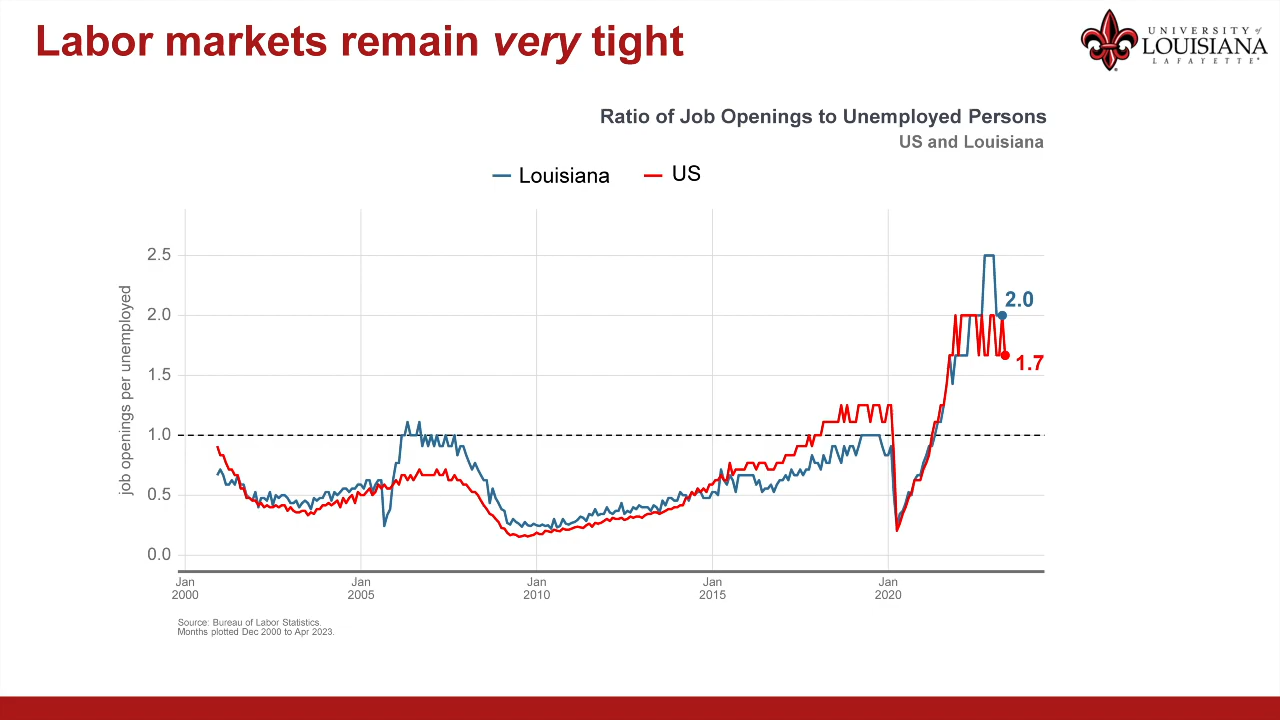 Labor markets remain very tight
UNIVERSITY of
LOUISIANA
LAFAYETTE
Ratio of Job Openings to Unemployed Persons
US and Louisiana
Louisiana
US
job openings per unemployed
2.5
2.0
1.5
1.0
0.5
0.0
2.0
1.7
Jan
2000
Jan
2005
Jan
2010
Jan
2015
Jan
2020
Source: Bureau of Labor Statistics.
Months plotted Dec 2000 to Apr 2023.